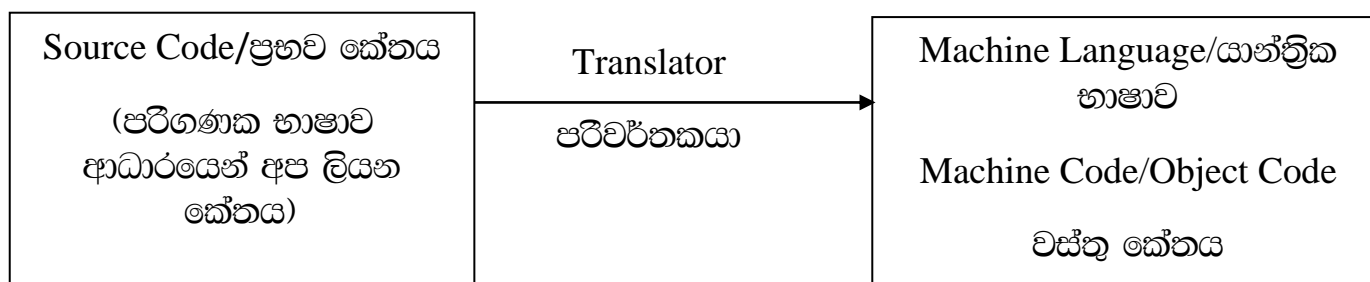 Source Code/ප්‍රභව කේතය
(පරිගණක භාෂාව
ආධාරයෙන් අප ලියන
කේතය)
Translator
පරිවර්තකයා
Machine Language/යාන්ත්‍රික
භාෂාව
Machine Code/Object Code
වස්තු කේතය